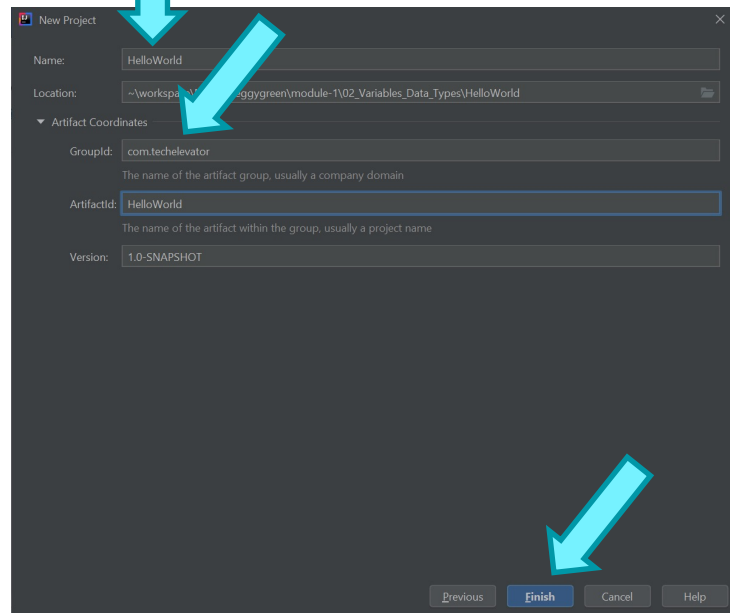 New Project
Name: HelloWorld
Location: ~\workspa eggygreen\module-1\02_Variables_Data_Types\HelloWorld
Artifact Coordinates
GroupId: com.techelevator
The name of the artifact group, usually a company domain
ArtifactId: HelloWorld
The name of the artifact within the group, usually a project name
Version: 1.0-SNAPSHOT
Previous Finish Cancel Help